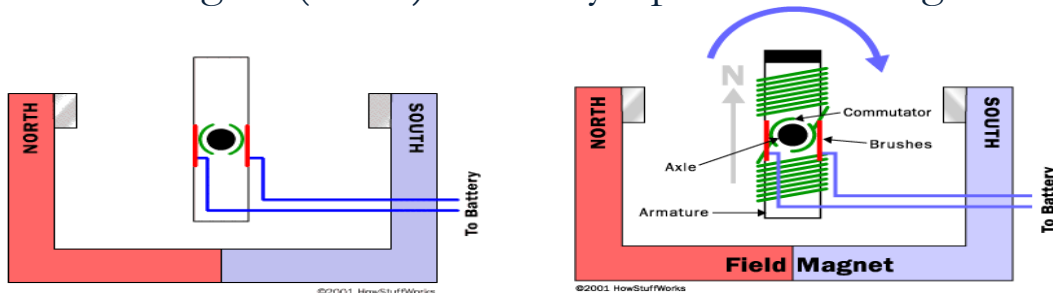 NORTH
SOUTH
To Battery
©2001 HowStuffWorks
N
NORTH
SOUTH
Commutator
Brushes
Axle
Armature
To Battery
Field Magnet
©2001 HowStuffWorks